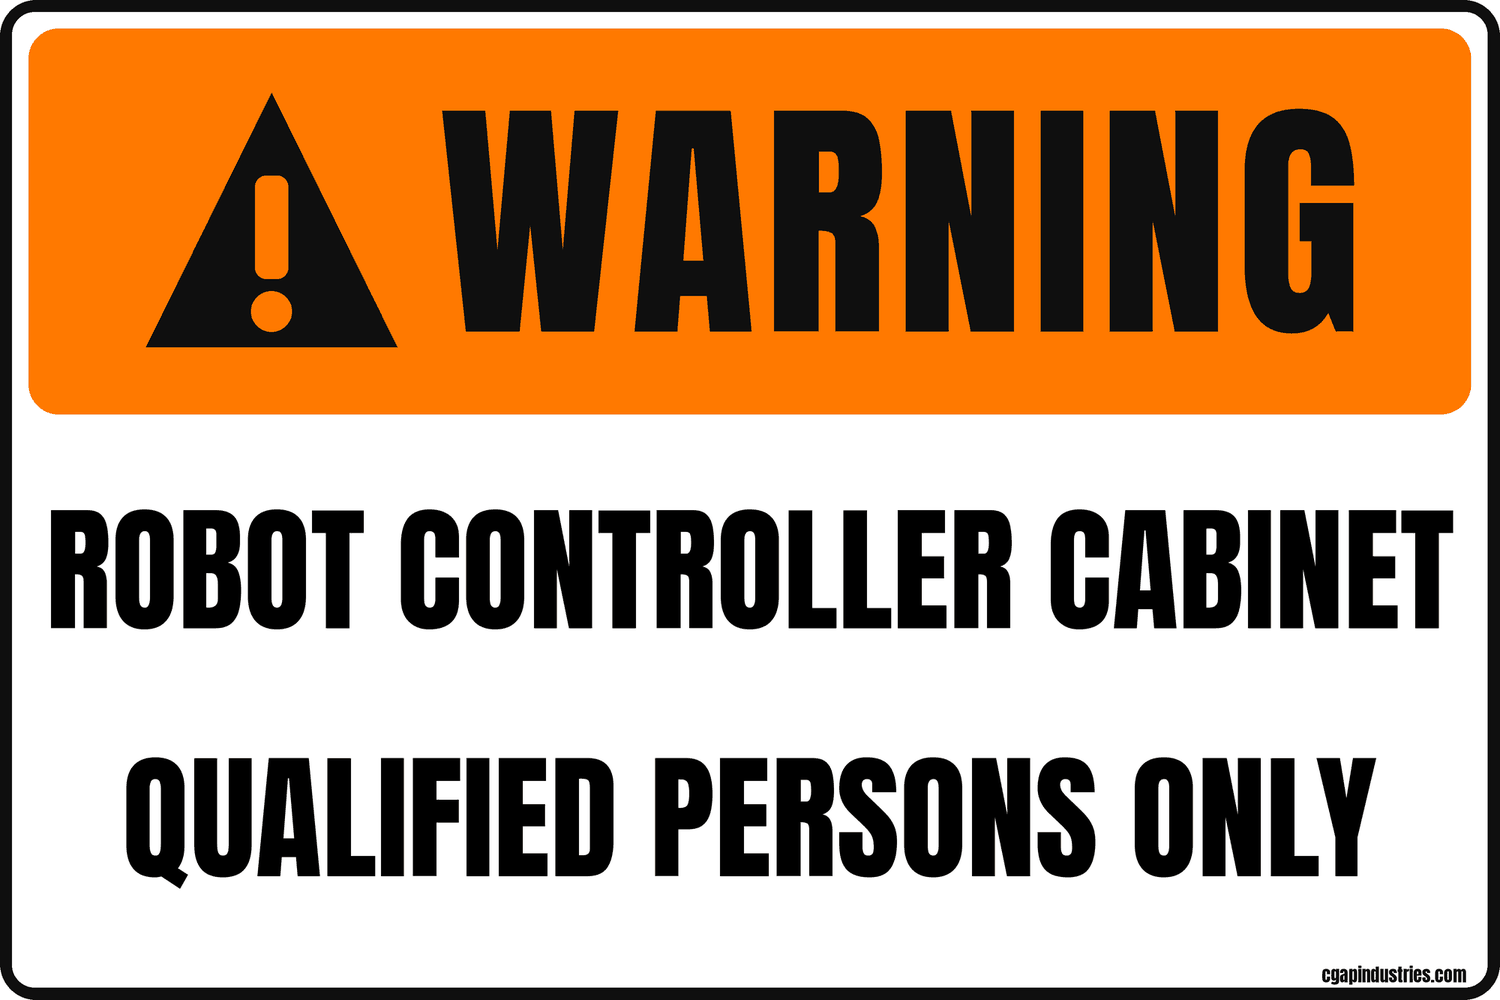 WARNING
ROBOT CONTROLLER CABINET
QUALIFIED PERSONS ONLY
cgapindustries.com